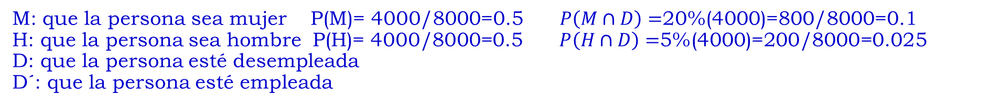 M: que la persona sea mujer P(M)= 4000/8000=0.5 P(M ∩ D) =20%(4000)=800/8000=0.1
H: que la persona sea hombre P(H)= 4000/8000=0.5 P(H ∩ D) =5%(4000)=200/8000=0.025
D: que la persona esté desempleada
D´: que la persona esté empleada